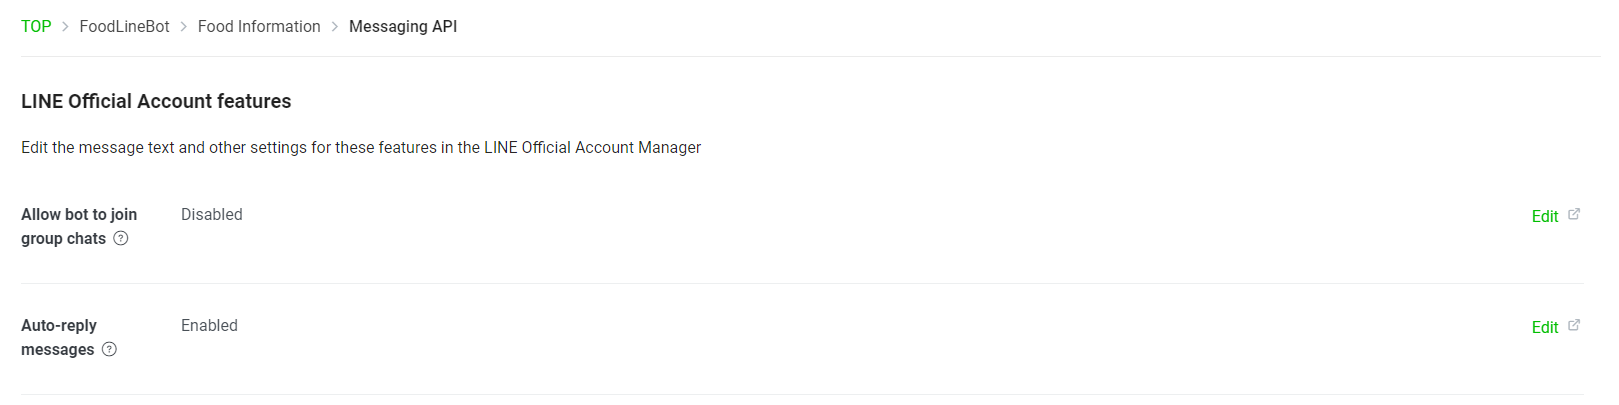 TOP > FoodLineBot > Food Information > Messaging API
LINE Official Account features
Edit the message text and other settings for these features in the LINE Official Account Manager
Allow bot to join Disabled Edit
group chats ?
Auto-reply Enabled Edit
messages ?